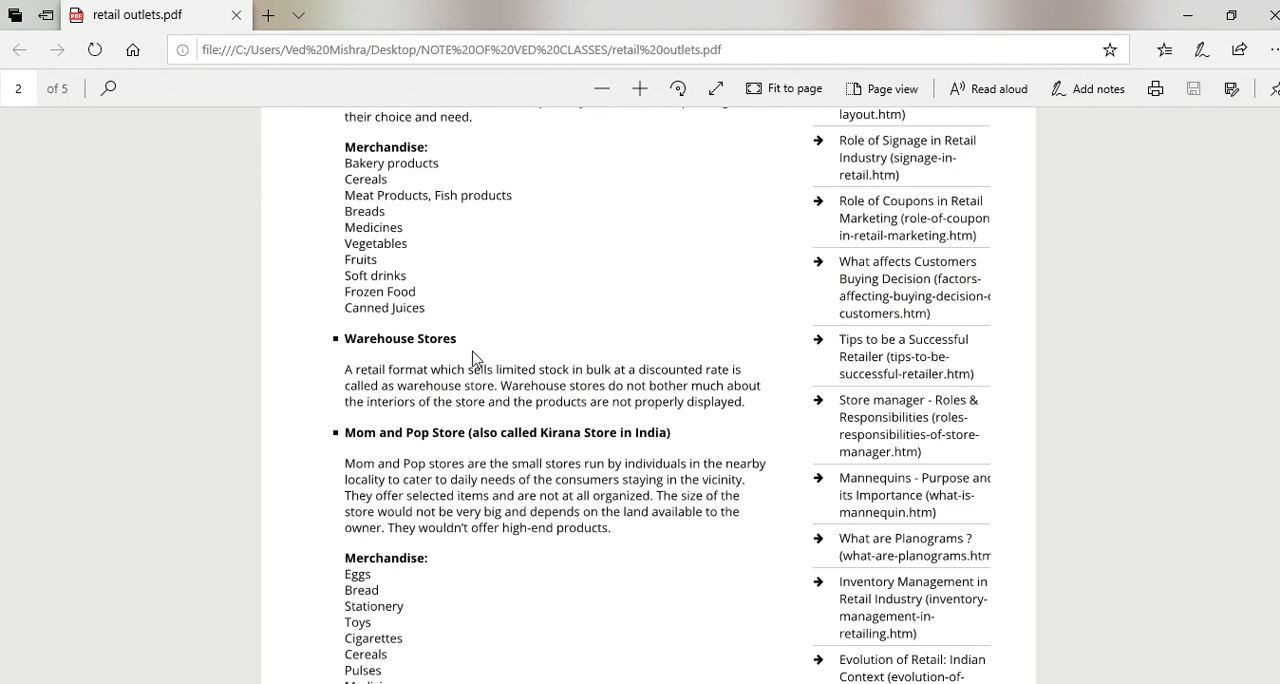 retail outlets.pdf
file:///C:/Users/Ved%20Mishra/Desktop/NOTE%20OF%20VED%20CLASSES/retail%20outlets.pdf
2 of 5
Fit to page
Page view
Read aloud
Add notes
their choice and need.
Merchandise:
Bakery products
Cereals
Meat Products, Fish products
Breads
Medicines
Vegetables
Fruits
Soft drinks
Frozen Food
Canned Juices
Warehouse Stores
A retail format which sells limited stock in bulk at a discounted rate is
called as warehouse store. Warehouse stores do not bother much about
the interiors of the store and the products are not properly displayed.
Mom and Pop Store (also called Kirana Store in India)
Mom and Pop stores are the small stores run by individuals in the nearby
locality to cater to daily needs of the consumers staying in the vicinity.
They offer selected items and are not at all organized. The size of the
store would not be very big and depends on the land available to the
owner. They wouldn't offer high-end products.
Merchandise:
Eggs
Bread
Stationery
Toys
Cigarettes
Cereals
Pulses
layout.htm)
Role of Signage in Retail
Industry (signage-in-
retail.htm)
Role of Coupons in Retail
Marketing (role-of-coupon
in-retail-marketing.htm)
What affects Customers
Buying Decision (factors-
affecting-buying-decision-
customers.htm)
Tips to be a Successful
Retailer (tips-to-be-
successful-retailer.htm)
Store manager - Roles &
Responsibilities (roles-
responsibilities-of-store-
manager.htm)
Mannequins - Purpose and
its Importance (what-is-
mannequin.htm)
What are Planograms ?
(what-are-planograms.htm
Inventory Management in
Retail Industry (inventory-
management-in-
retailing.htm)
Evolution of Retail: Indian
Context (evolution-of-